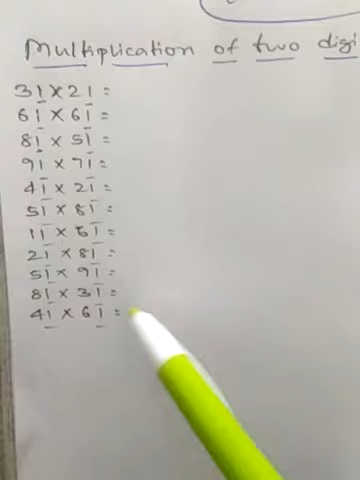 Multiplication of two digi
31 x 21 =
61 x 61 =
81 x 51 =
91 x 71 =
41 x 21 =
51 x 81 =
11 x 61 =
21 x 81 =
51 x 91 =
81 x 31 =
41 x 61 =